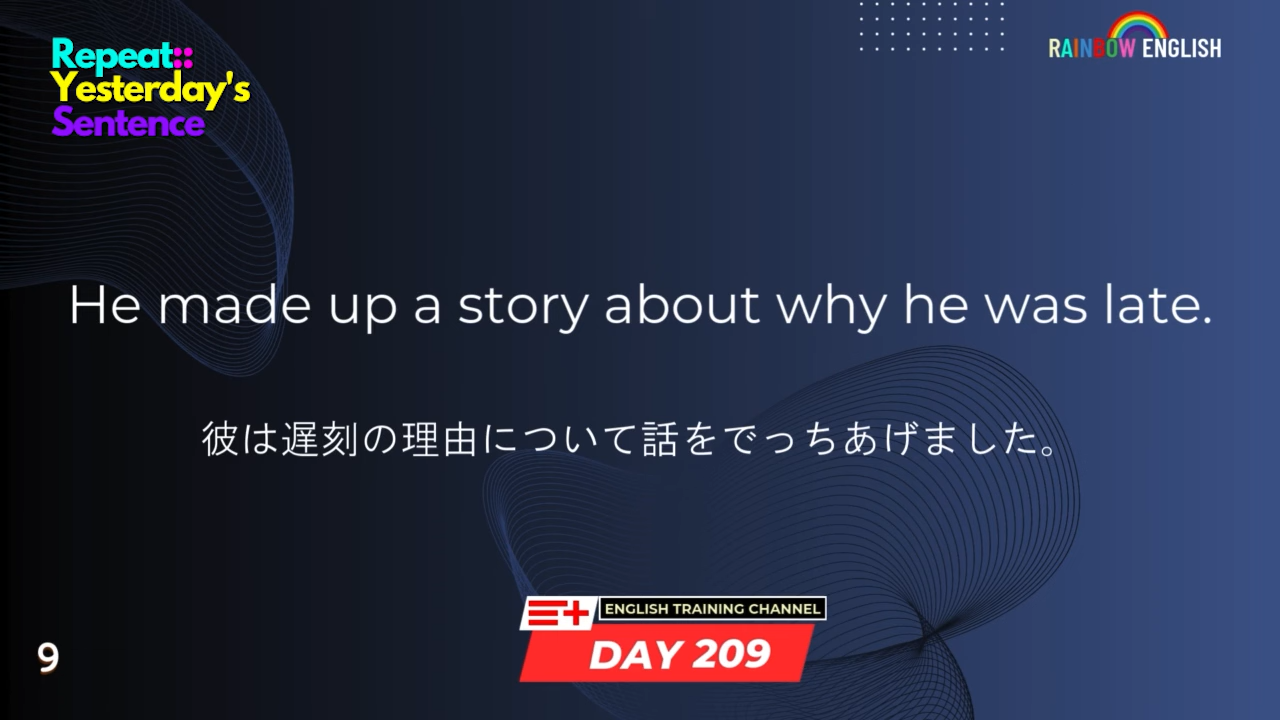 Repeat::
Yesterday's
Sentence
RAINBOW ENGLISH
He made up a story about why he was late.
彼は遅刻の理由について話をでっちあげました。
ENGLISH TRAINING CHANNEL
DAY 209
9